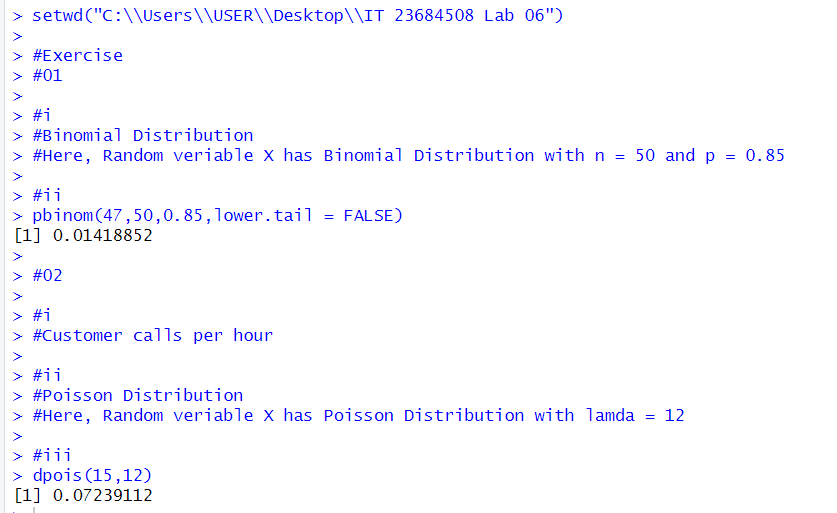 > setwd("C:\\Users\\USER\\Desktop\\IT 23684508 Lab 06")
>
> #Exercise
> #01
>
> #i
> #Binomial Distribution
> #Here, Random veriable X has Binomial Distribution with n = 50 and p = 0.85
>
> #ii
> pbinom(47,50,0.85,lower.tail = FALSE)
[1] 0.01418852
>
> #02
>
> #i
> #Customer calls per hour
>
> #ii
> #Poisson Distribution
> #Here, Random veriable X has Poisson Distribution with lamda = 12
>
> #iii
> dpois(15,12)
[1] 0.07239112
>